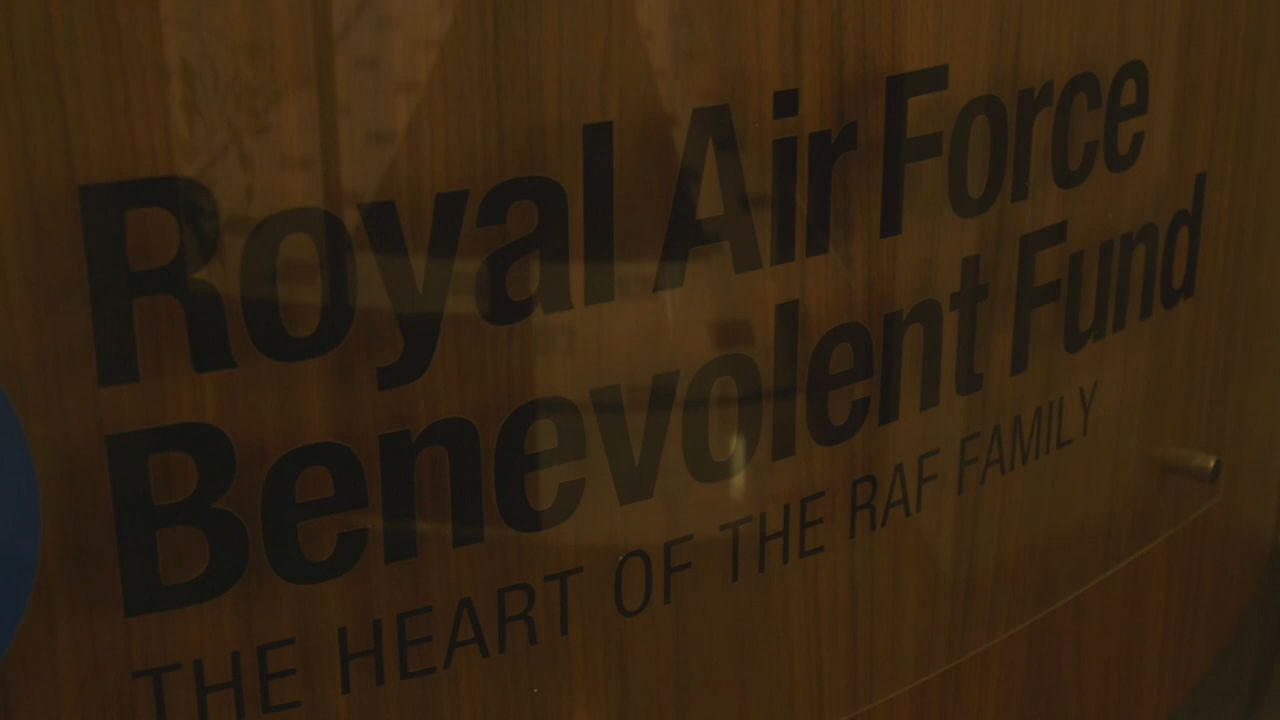 Royal Air Force
Benevolent Fund
THE HEART OF THE RAF FAMILY